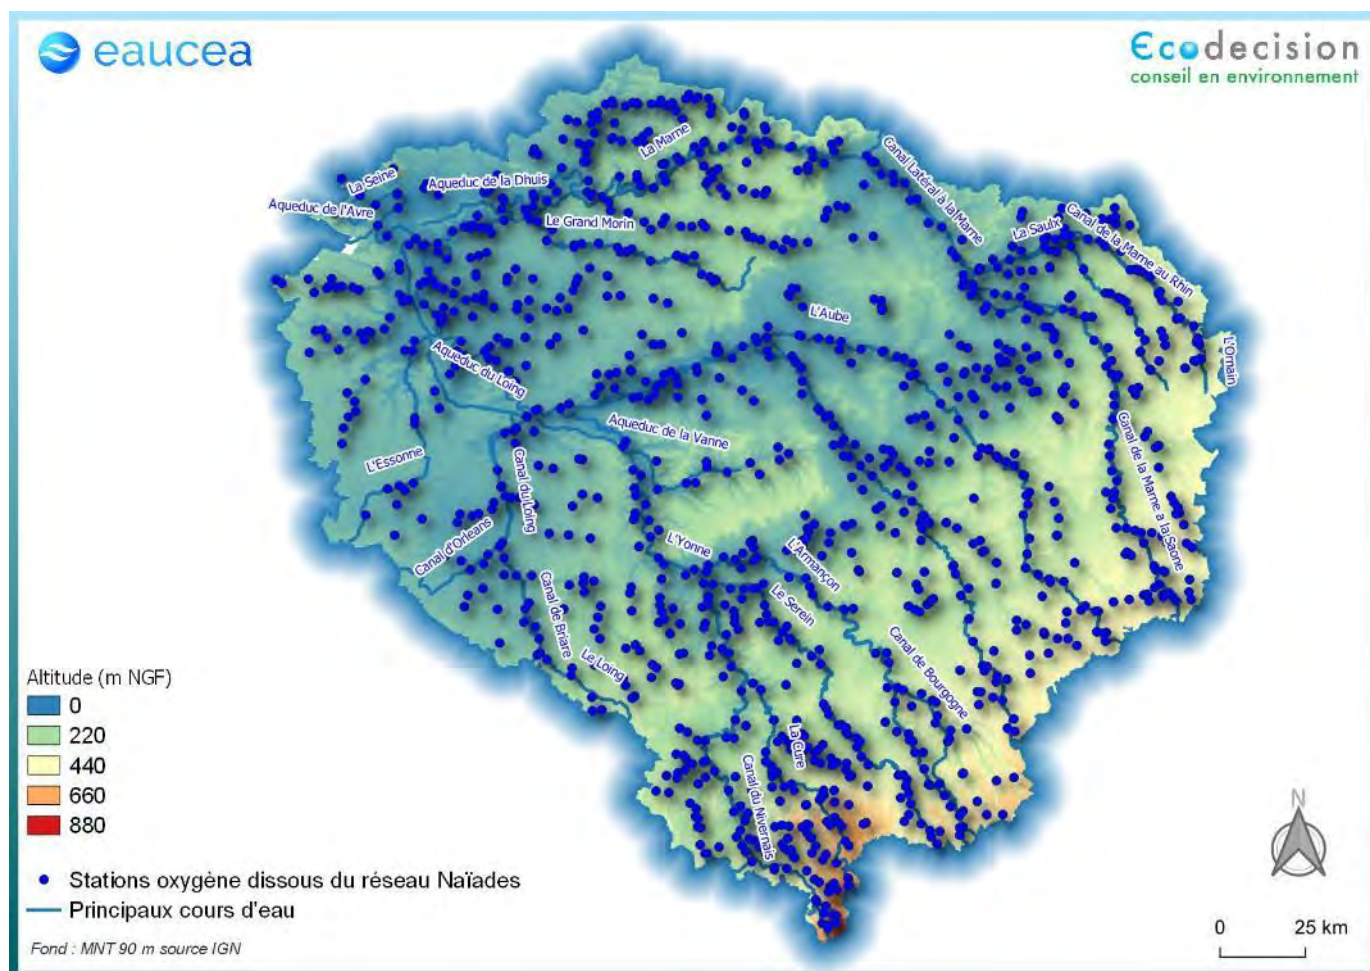 eaucea
Ecodecision
conseil en environnement
La Marne
La Seine
Aqueduc de la Dhuis
Aqueduc de l'Avre
Le Grand Morin
Canal Latéral à la Marne
La Saulx
Canal de la Marne au Rhin
L'Aube
L'Ornain
Aqueduc du Loing
Aqueduc de la Vanne
L'Essonne
Canal du Loing
Canal de la Marne a la Saone
Canal d'Orleans
L'Yonne
L'Armançon
Le Serein
Canal de Briare
Le Loing
Canal de Bourgogne
La Cure
Canal du Nivernais
Altitude (m NGF)
0
220
440
660
880
Stations oxygène dissous du réseau Naïades
Principaux cours d'eau
Fond : MNT 90 m source IGN
N
0 25 km